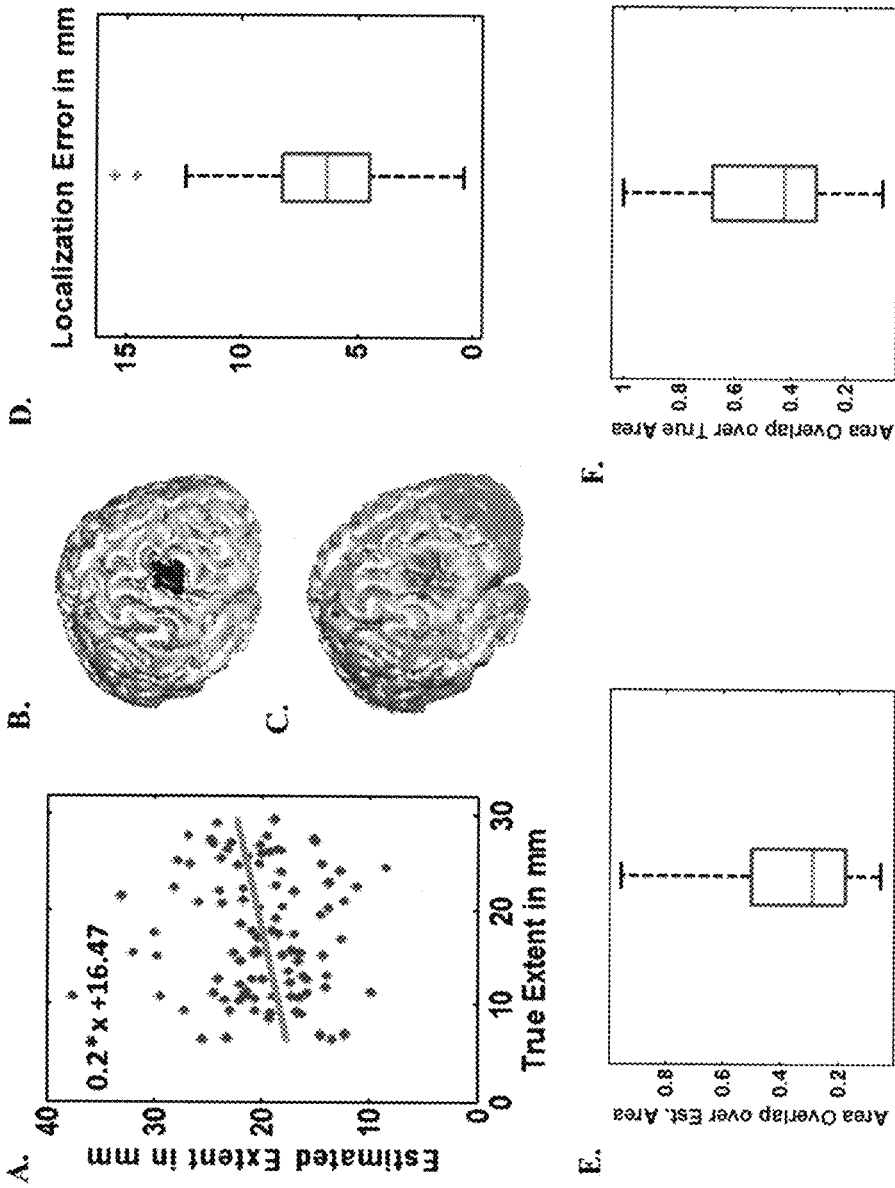 A.
0.2*x +16.47
Estimated Extent in mm
40
30
20
10
0
0
10
20
30
True Extent in mm
B.
C.
D.
Localization Error in mm
15
10
5
0
E.
Area Overlap over Est. Area
0.8
0.6
0.4
0.2
F.
Area Overlap over True Area
1
0.8
0.6
0.4
0.2